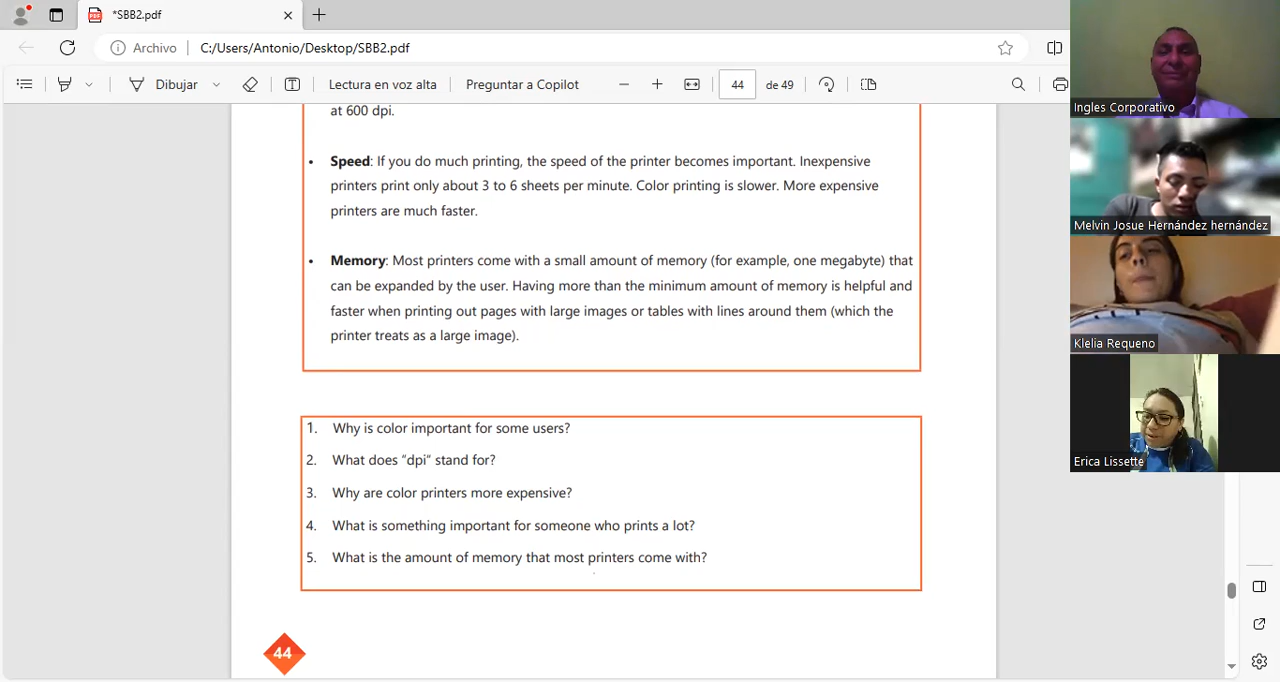 *SBB2.pdf
Archivo
C:/Users/Antonio/Desktop/SBB2.pdf
Dibujar
Lectura en voz alta
Preguntar a Copilot
44
de 49
at 600 dpi.
• Speed: If you do much printing, the speed of the printer becomes important. Inexpensive
printers print only about 3 to 6 sheets per minute. Color printing is slower. More expensive
printers are much faster.
• Memory: Most printers come with a small amount of memory (for example, one megabyte) that
can be expanded by the user. Having more than the minimum amount of memory is helpful and
faster when printing out pages with large images or tables with lines around them (which the
printer treats as a large image).
1. Why is color important for some users?
2. What does "dpi" stand for?
3. Why are color printers more expensive?
4. What is something important for someone who prints a lot?
5. What is the amount of memory that most printers come with?
44
Ingles Corporativo
Melvin Josue Hernández hernández
Klelia Requeno
Erica Lissette